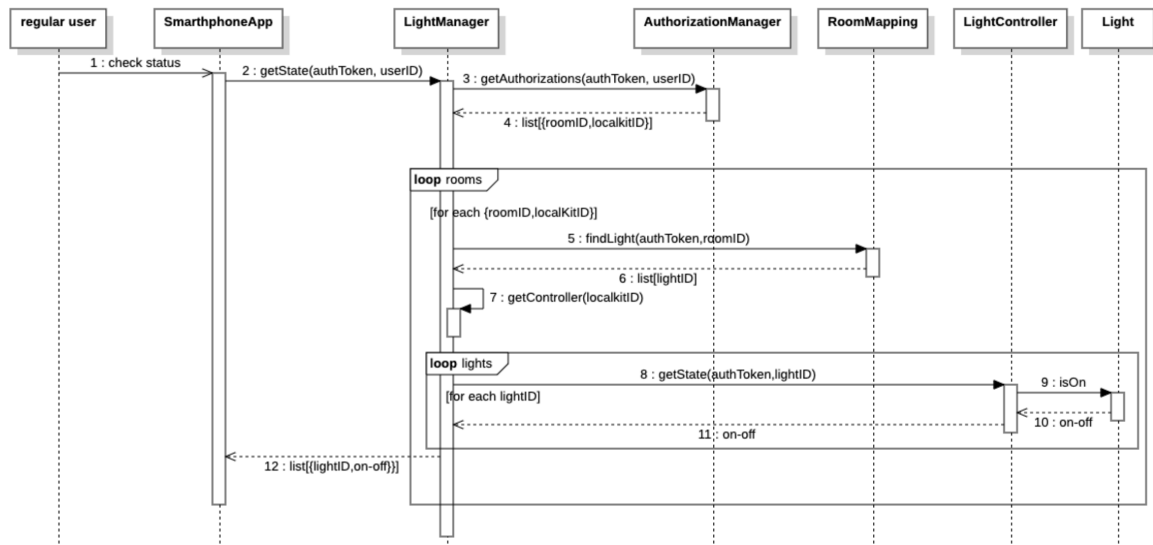 regular user
SmarthphoneApp
LightManager
AuthorizationManager
RoomMapping
LightController
Light
1 : check status
2 : getState(authToken, userID)
3 : getAuthorizations(authToken, userID)
4 : list[{roomID,localkitID}]
loop rooms
[for each {roomID,localKitID}]
5 : findLight(authToken,roomID)
6 : list[lightID]
7 : getController(localkitID)
loop lights
8 : getState(authToken,lightID)
9 : isOn
[for each lightID]
10 : on-off
11 : on-off
12 : list[{lightID,on-off}}]